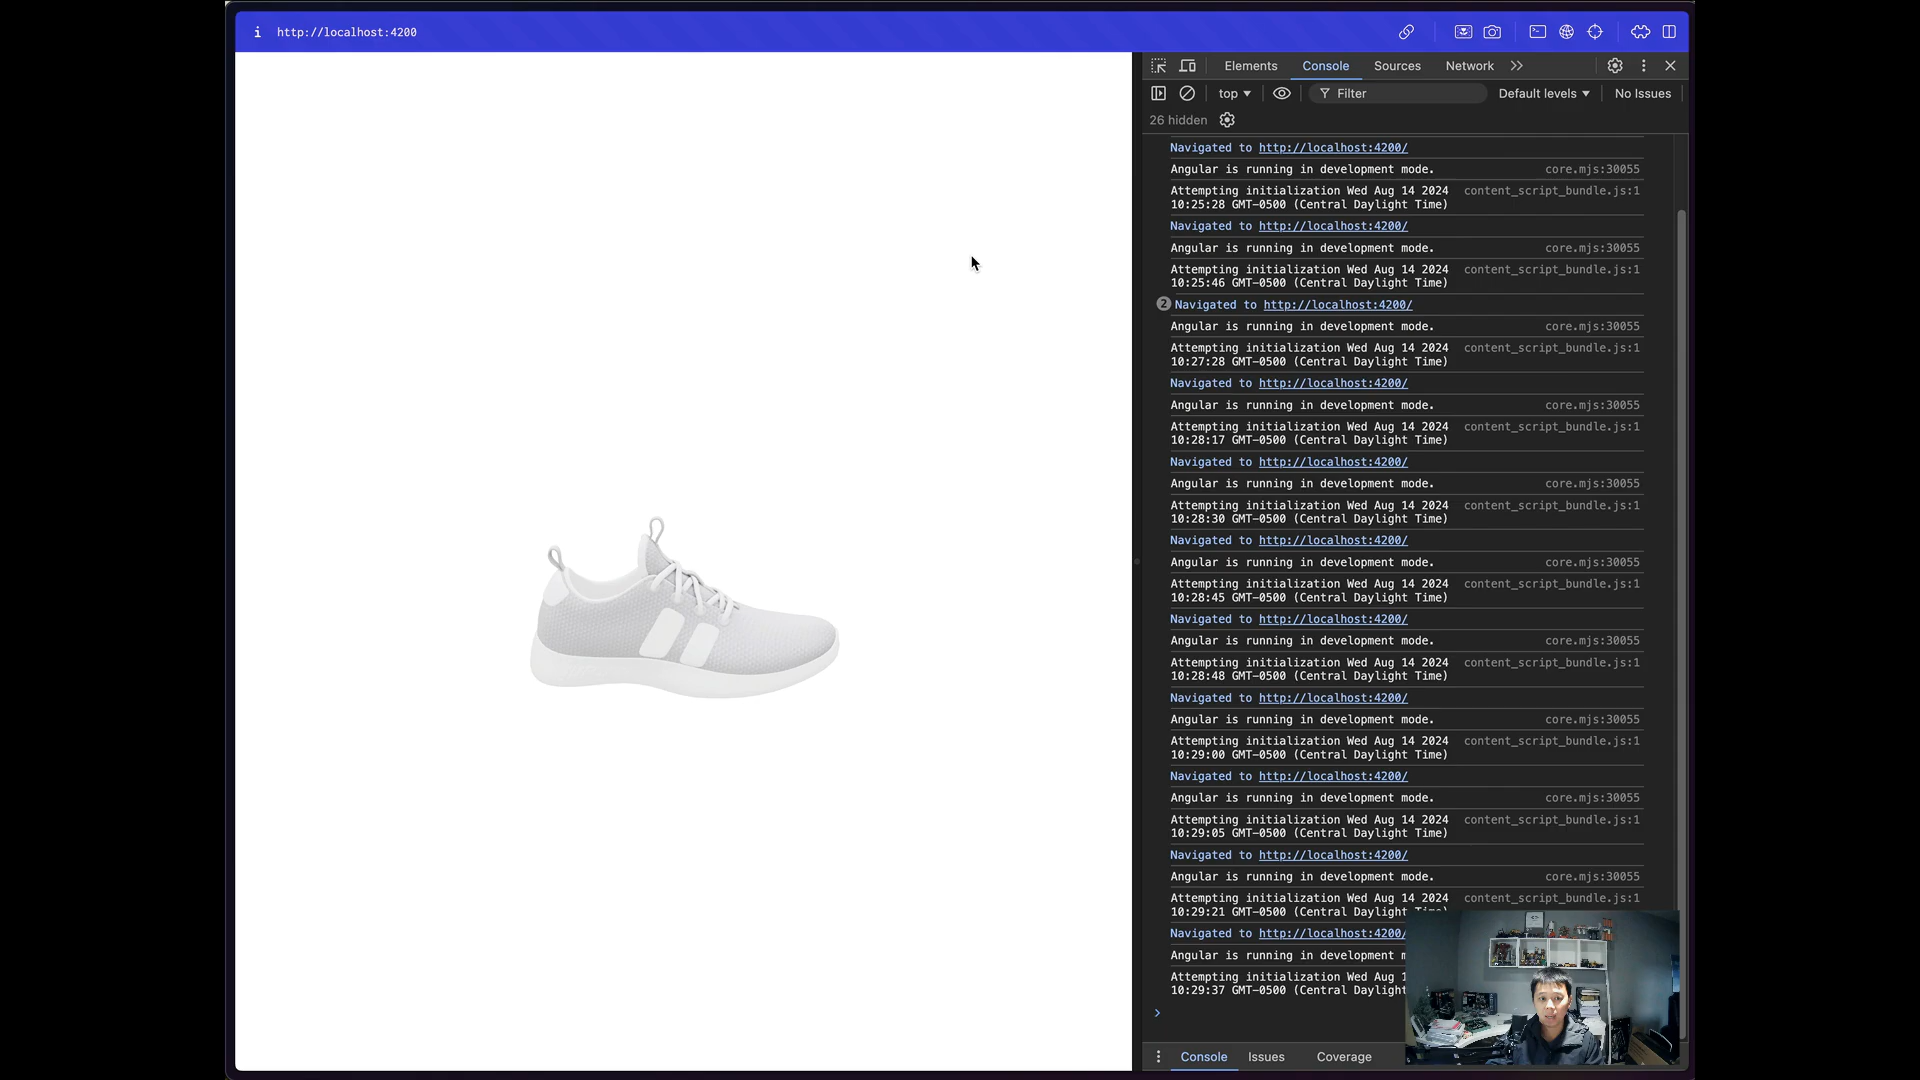 i http://localhost:4200
Elements Console Sources Network
top Filter Default levels No Issues
26 hidden
Navigated to http://localhost:4200/
Angular is running in development mode. core.mjs:30055
Attempting initialization Wed Aug 14 2024 content_script_bundle.js:1
10:25:28 GMT-0500 (Central Daylight Time)
Navigated to http://localhost:4200/
Angular is running in development mode. core.mjs:30055
Attempting initialization Wed Aug 14 2024 content_script_bundle.js:1
10:25:46 GMT-0500 (Central Daylight Time)
2 Navigated to http://localhost:4200/
Angular is running in development mode. core.mjs:30055
Attempting initialization Wed Aug 14 2024 content_script_bundle.js:1
10:27:28 GMT-0500 (Central Daylight Time)
Navigated to http://localhost:4200/
Angular is running in development mode. core.mjs:30055
Attempting initialization Wed Aug 14 2024 content_script_bundle.js:1
10:28:17 GMT-0500 (Central Daylight Time)
Navigated to http://localhost:4200/
Angular is running in development mode. core.mjs:30055
Attempting initialization Wed Aug 14 2024 content_script_bundle.js:1
10:28:30 GMT-0500 (Central Daylight Time)
Navigated to http://localhost:4200/
Angular is running in development mode. core.mjs:30055
Attempting initialization Wed Aug 14 2024 content_script_bundle.js:1
10:28:45 GMT-0500 (Central Daylight Time)
Navigated to http://localhost:4200/
Angular is running in development mode. core.mjs:30055
Attempting initialization Wed Aug 14 2024 content_script_bundle.js:1
10:28:48 GMT-0500 (Central Daylight Time)
Navigated to http://localhost:4200/
Angular is running in development mode. core.mjs:30055
Attempting initialization Wed Aug 14 2024 content_script_bundle.js:1
10:29:00 GMT-0500 (Central Daylight Time)
Navigated to http://localhost:4200/
Angular is running in development mode. core.mjs:30055
Attempting initialization Wed Aug 14 2024 content_script_bundle.js:1
10:29:05 GMT-0500 (Central Daylight Time)
Navigated to http://localhost:4200/
Angular is running in development mode. core.mjs:30055
Attempting initialization Wed Aug 14 2024 content_script_bundle.js:1
10:29:21 GMT-0500 (Central Daylight Time)
Navigated to http://localhost:4200/
Angular is running in development m
Attempting initialization Wed Aug 1
10:29:37 GMT-0500 (Central Daylight
Console Issues Coverage